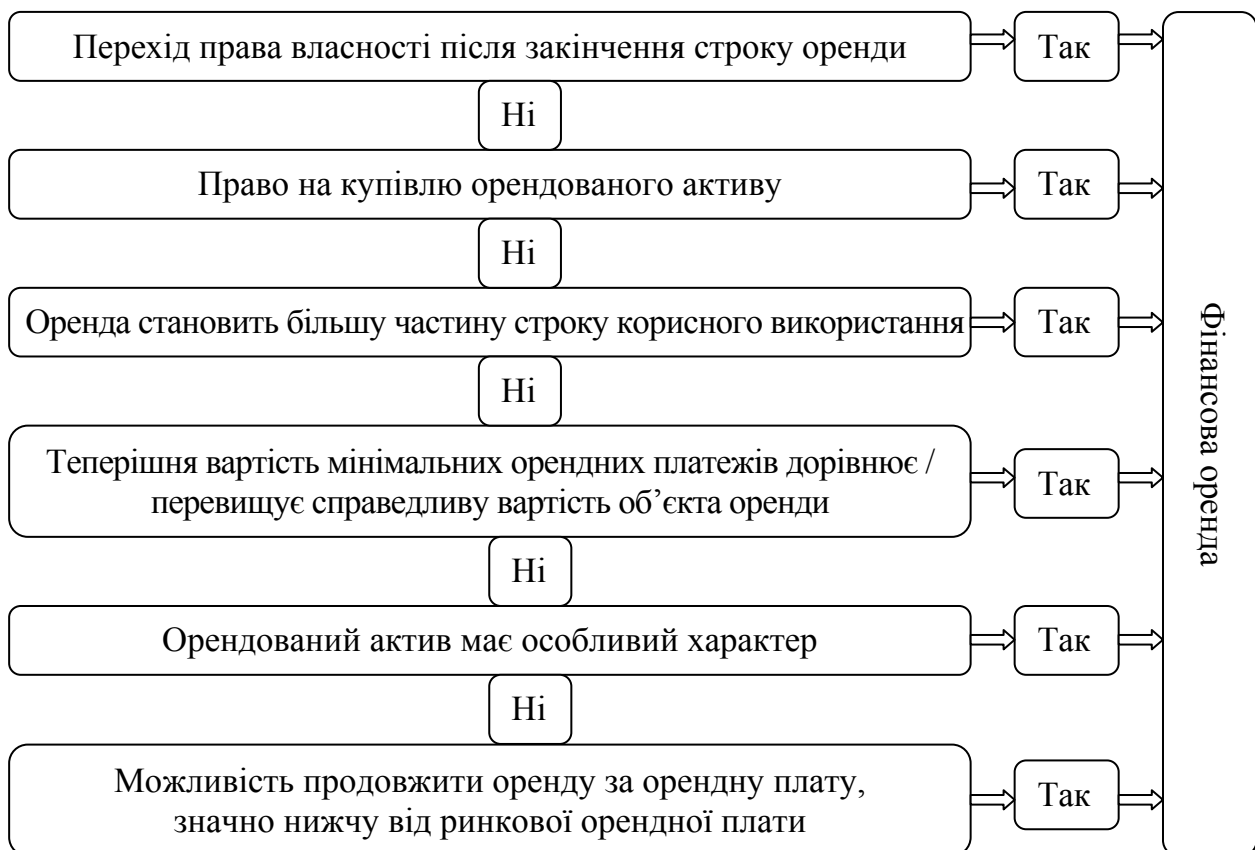 Перехід права власності після закінчення строку оренди
Так
Ні
Право на купівлю орендованого активу
Так
Ні
Оренда становить більшу частину строку корисного використання
Так
Ні
Теперішня вартість мінімальних орендних платежів дорівнює /
перевищує справедливу вартість об’єкта оренди
Так
Ні
Орендований актив має особливий характер
Так
Ні
Можливість продовжити оренду за орендну плату,
значно нижчу від ринкової орендної плати
Так
Фінансова оренда